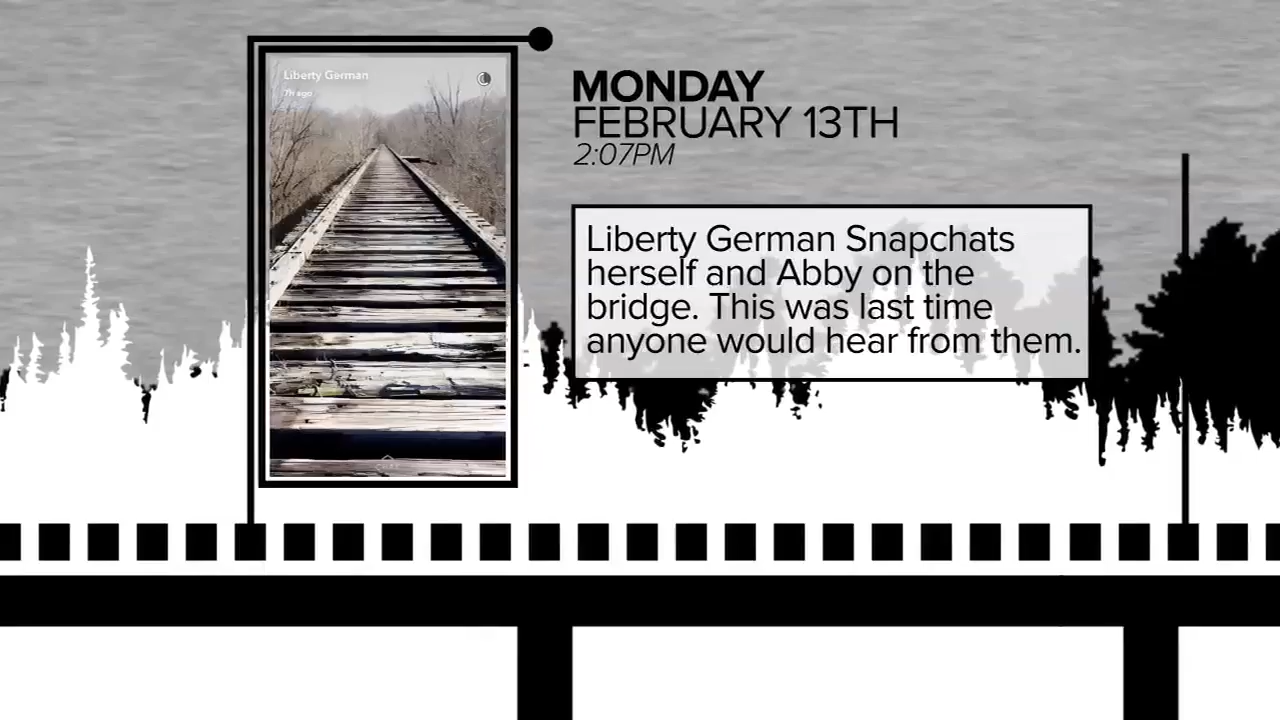 Liberty German
7h ago
MONDAY
FEBRUARY 13TH
2:07PM
Liberty German Snapchats
herself and Abby on the
bridge. This was last time
anyone would hear from them.